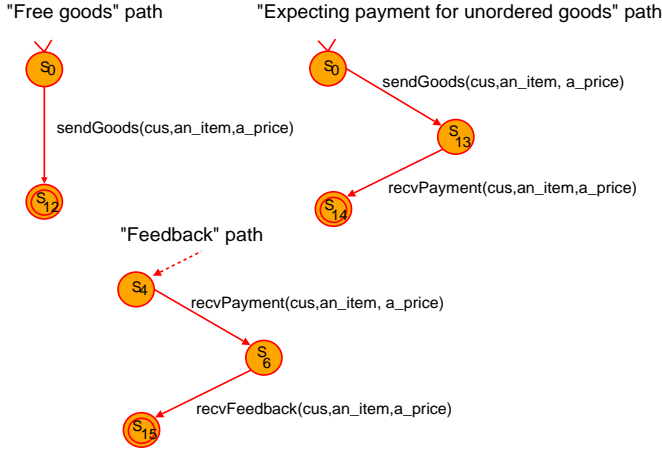 "Free goods" path
"Expecting payment for unordered goods" path
S0
S0
sendGoods(cus,an_item, a_price)
sendGoods(cus,an_item,a_price)
S13
recvPayment(cus,an_item,a_price)
S12
S14
"Feedback" path
S4
recvPayment(cus,an_item, a_price)
S6
recvFeedback(cus,an_item,a_price)
S15